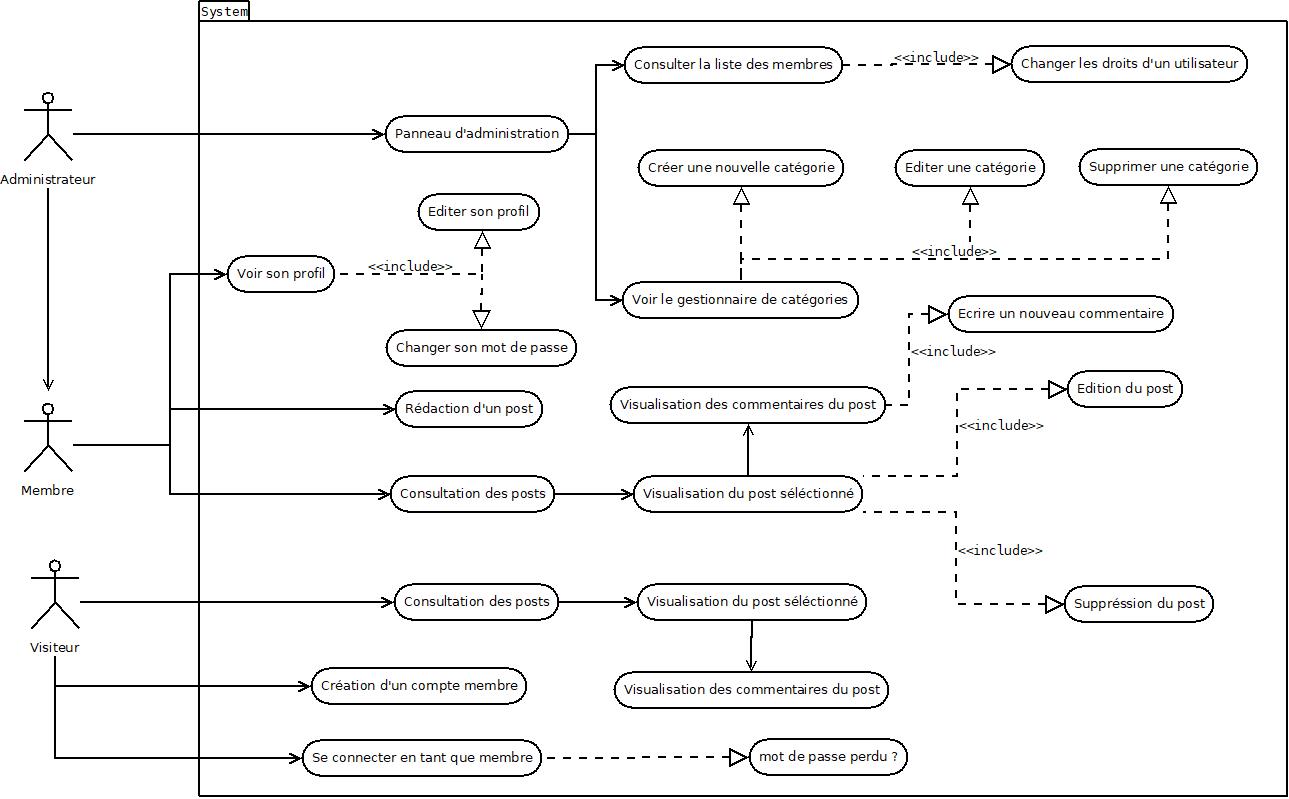 System
Consulter la liste des membres
<<include>>
Changer les droits d'un utilisateur
Panneau d'administration
Administrateur
Créer une nouvelle catégorie
Editer une catégorie
Supprimer une catégorie
Editer son profil
<<include>>
Voir son profil
<<include>>
Voir le gestionnaire de catégories
Ecrire un nouveau commentaire
Changer son mot de passe
<<include>>
Edition du post
Rédaction d'un post
Visualisation des commentaires du post
<<include>>
Membre
Consultation des posts
Visualisation du post séléctionné
<<include>>
Consultation des posts
Visualisation du post séléctionné
Suppréssion du post
Visiteur
Création d'un compte membre
Visualisation des commentaires du post
Se connecter en tant que membre
mot de passe perdu ?